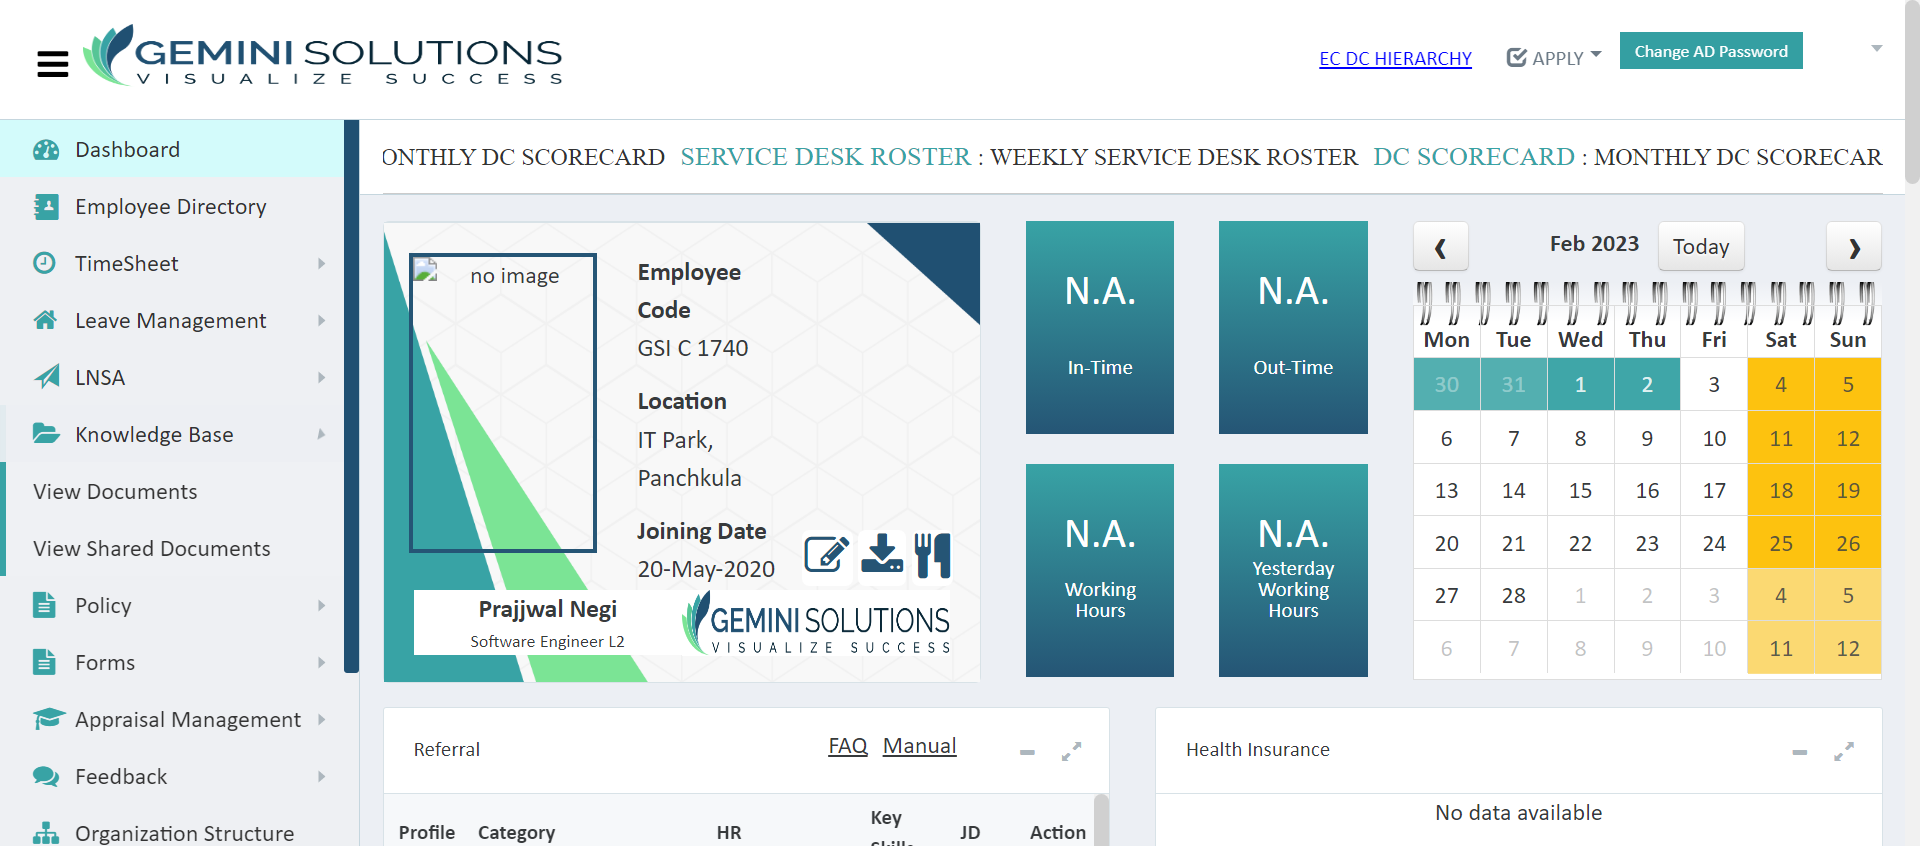 GEMINI SOLUTIONS
VISUALIZE SUCCESS
EC DC HIERARCHY
APPLY
Change AD Password
Dashboard
Employee Directory
TimeSheet
Leave Management
LNSA
Knowledge Base
View Documents
View Shared Documents
Policy
Forms
Appraisal Management
Feedback
Organization Structure
ONTHLY DC SCORECARD SERVICE DESK ROSTER : WEEKLY SERVICE DESK ROSTER DC SCORECARD : MONTHLY DC SCORECAR
no image
Employee
Code
GSI C 1740
Location
IT Park,
Panchkula
Joining Date
20-May-2020
Prajjwal Negi
Software Engineer L2
GEMINI SOLUTIONS
VISUALIZE SUCCESS
N.A.
In-Time
N.A.
Out-Time
N.A.
Working
Hours
N.A.
Yesterday
Working
Hours
Feb 2023
Today
Mon Tue Wed Thu Fri Sat Sun
30 31 1 2 3 4 5
6 7 8 9 10 11 12
13 14 15 16 17 18 19
20 21 22 23 24 25 26
27 28 1 2 3 4 5
6 7 8 9 10 11 12
Referral
FAQ Manual
Profile Category HR Key JD Action
Health Insurance
No data available